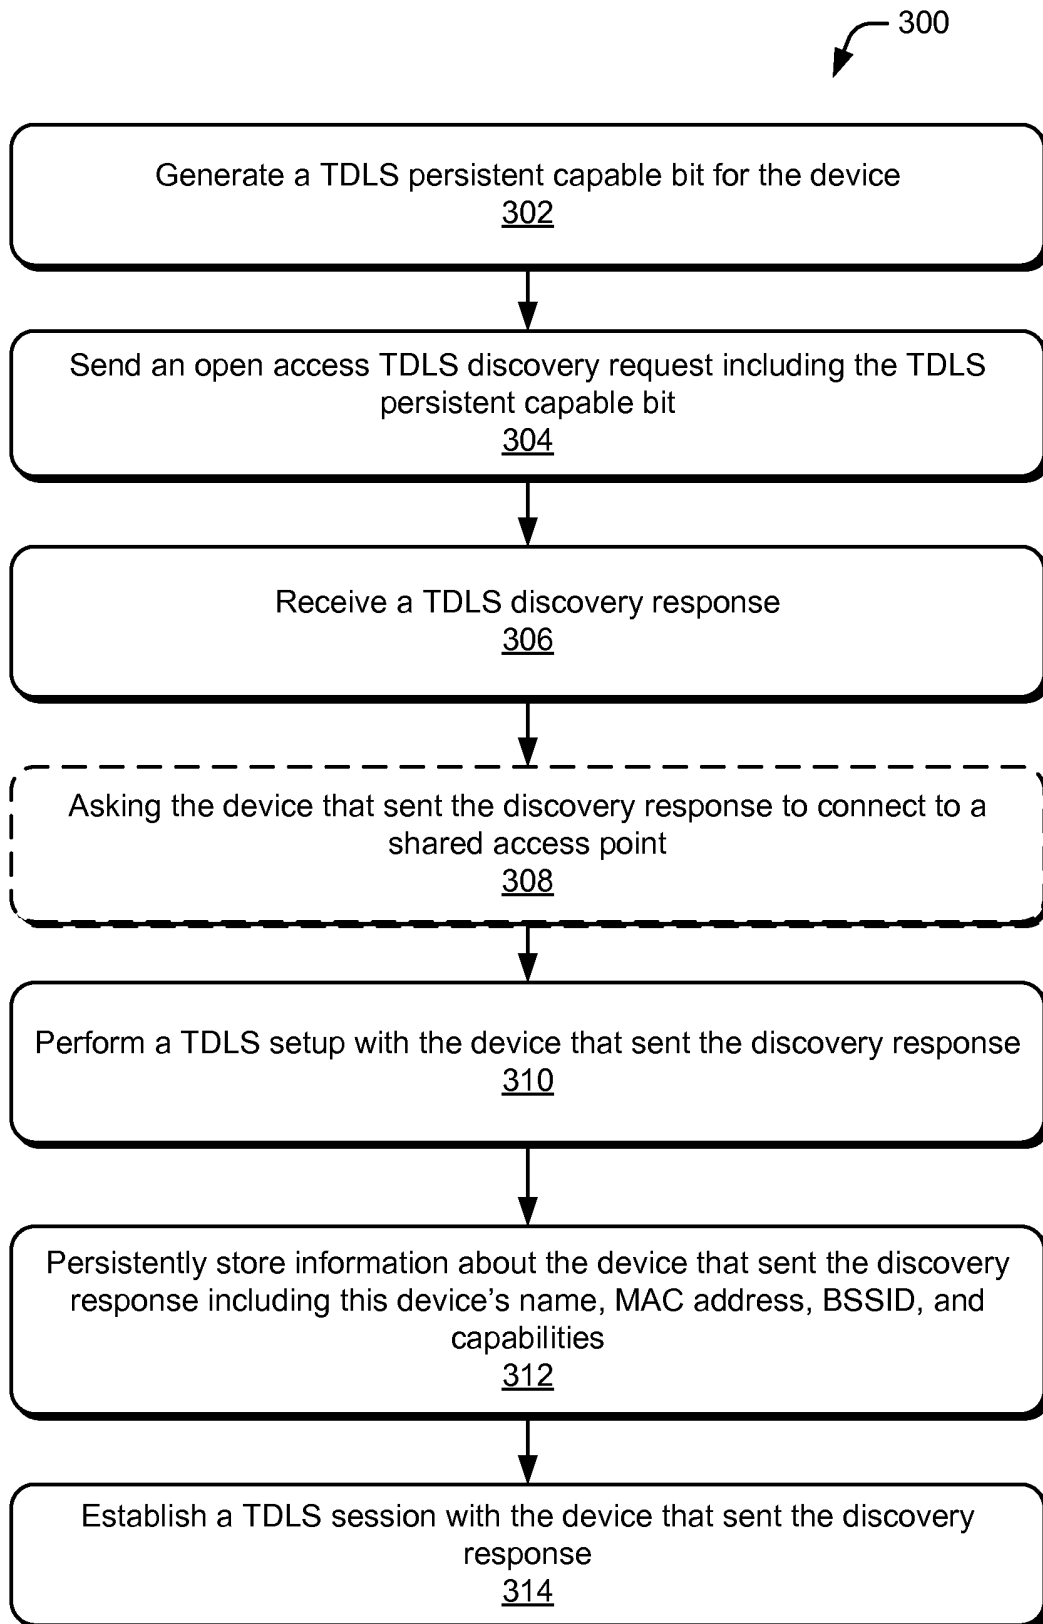 300
Generate a TDLS persistent capable bit for the device
302
Send an open access TDLS discovery request including the TDLS
persistent capable bit
304
Receive a TDLS discovery response
306
Asking the device that sent the discovery response to connect to a
shared access point
308
Perform a TDLS setup with the device that sent the discovery response
310
Persistently store information about the device that sent the discovery
response including this device's name, MAC address, BSSID, and
capabilities
312
Establish a TDLS session with the device that sent the discovery
response
314